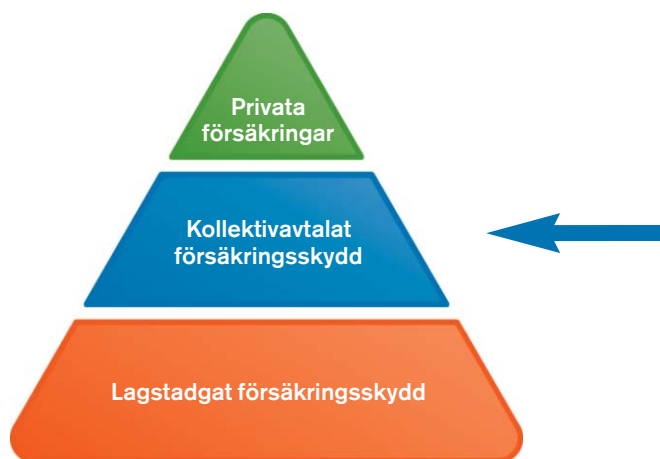 Privata
försäkringar
Kollektivavtalat
försäkringsskydd
Lagstadgat försäkringsskydd